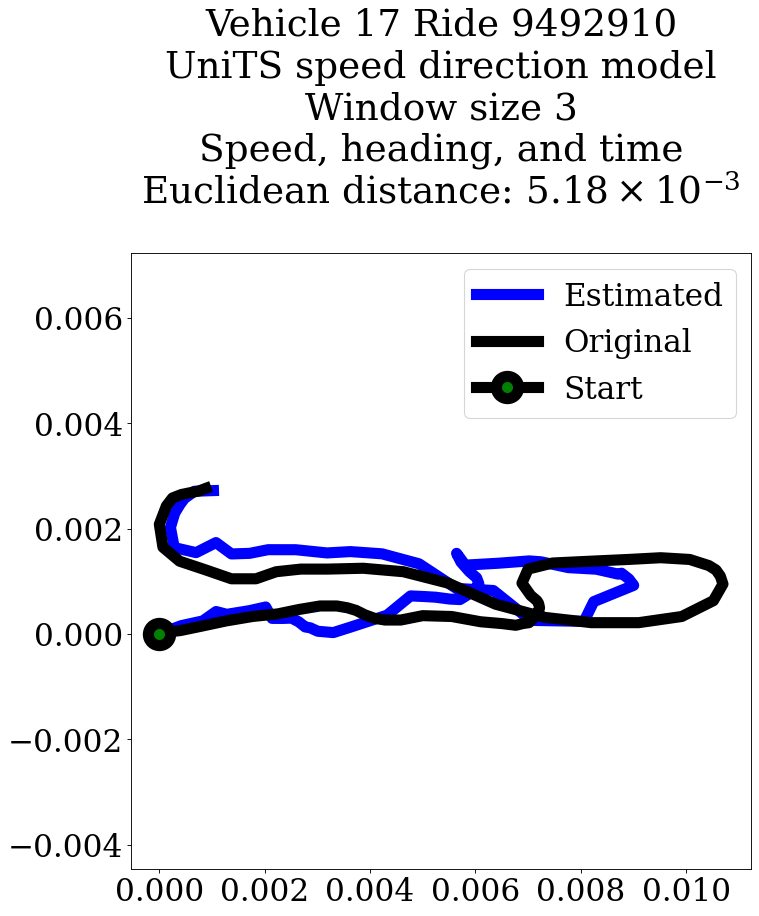 Vehicle 17 Ride 9492910
UniTS speed direction model
Window size 3
Speed, heading, and time
Euclidean distance: 5.18 × 10⁻³
Estimated
Original
Start
0.006
0.004
0.002
0.000
−0.002
−0.004
0.000 0.002 0.004 0.006 0.008 0.010